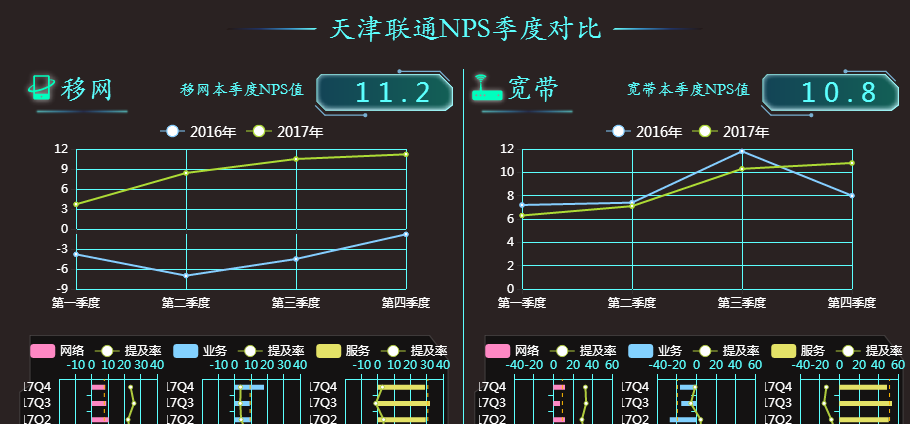 天津联通NPS季度对比
移网
移网本季度NPS值
11.2
2016年 2017年
12
9
6
3
0
-3
-6
-9
第一季度 第二季度 第三季度 第四季度
宽带
宽带本季度NPS值
10.8
2016年 2017年
12
10
8
6
4
2
0
第一季度 第二季度 第三季度 第四季度
网络 提及率 业务 提及率 服务 提及率
-10 0 10 20 30 40 -10 0 10 20 30 40 -10 0 10 20 30 40
17Q4 17Q4 17Q4
17Q3 17Q3 17Q3
17Q2 17Q2 17Q2
网络 提及率 业务 提及率 服务 提及率
-40 -20 0 20 40 60 -40 -20 0 20 40 60 -40 -20 0 20 40 60
17Q4 17Q4 17Q4
17Q3 17Q3 17Q3
17Q2 17Q2 17Q2